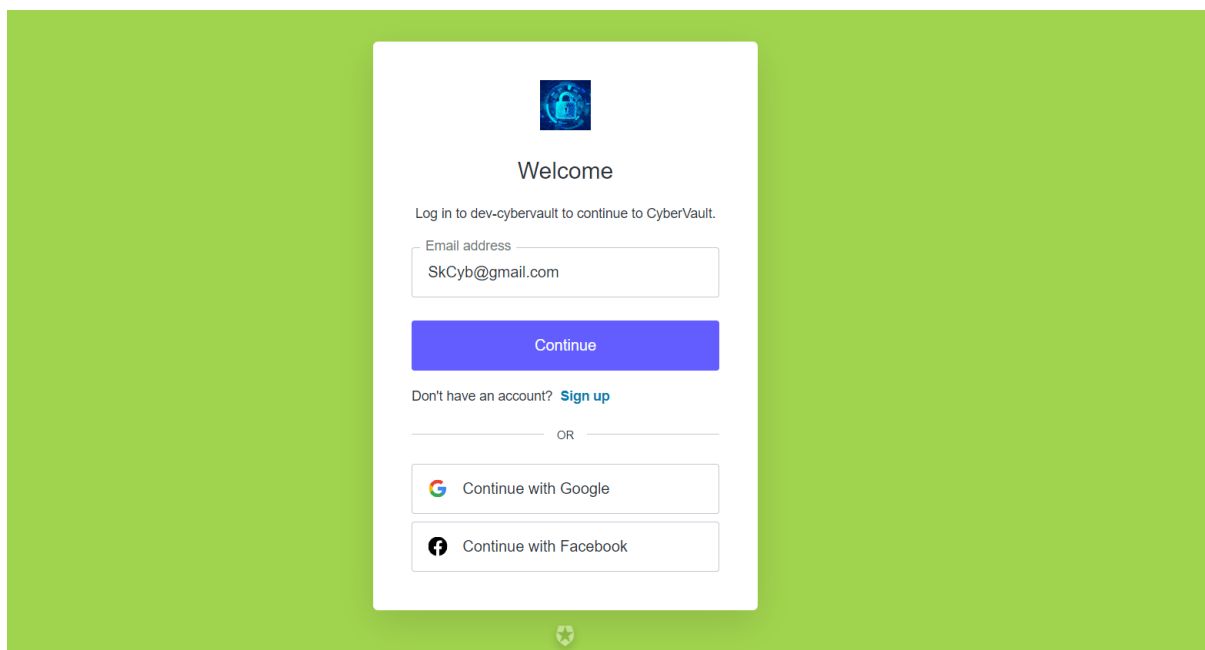 Welcome
Log in to dev-cybervault to continue to CyberVault.
Email address
SkCyb@gmail.com
Continue
Don't have an account? Sign up
OR
Continue with Google
Continue with Facebook